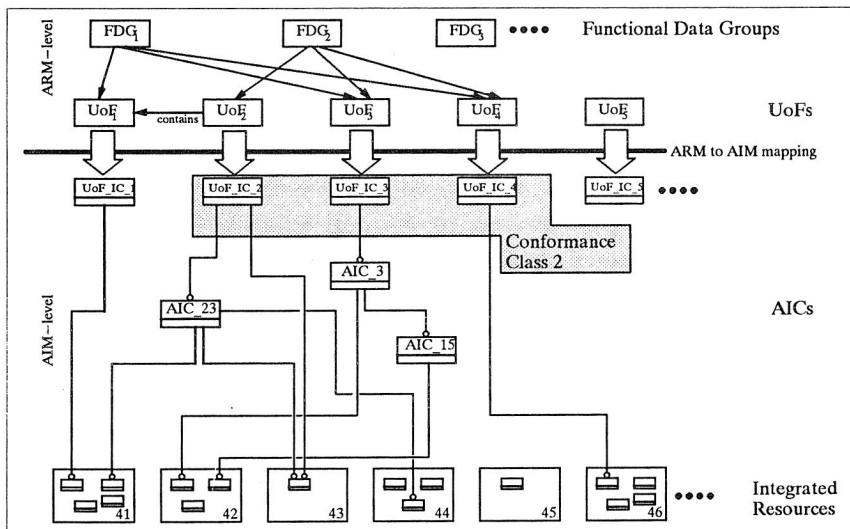 ARM-level
FDG1
FDG2
FDG3
Functional Data Groups
UoF1
contains
UoF2
UoF3
UoF4
UoF5
UoFs
ARM to AIM mapping
UoF_IC_1
UoF_IC_2
UoF_IC_3
UoF_IC_4
UoF_IC_5
Conformance
Class 2
AIC_3
AIC_23
AICs
AIC_15
AIM-level
41
42
43
44
45
46
Integrated
Resources